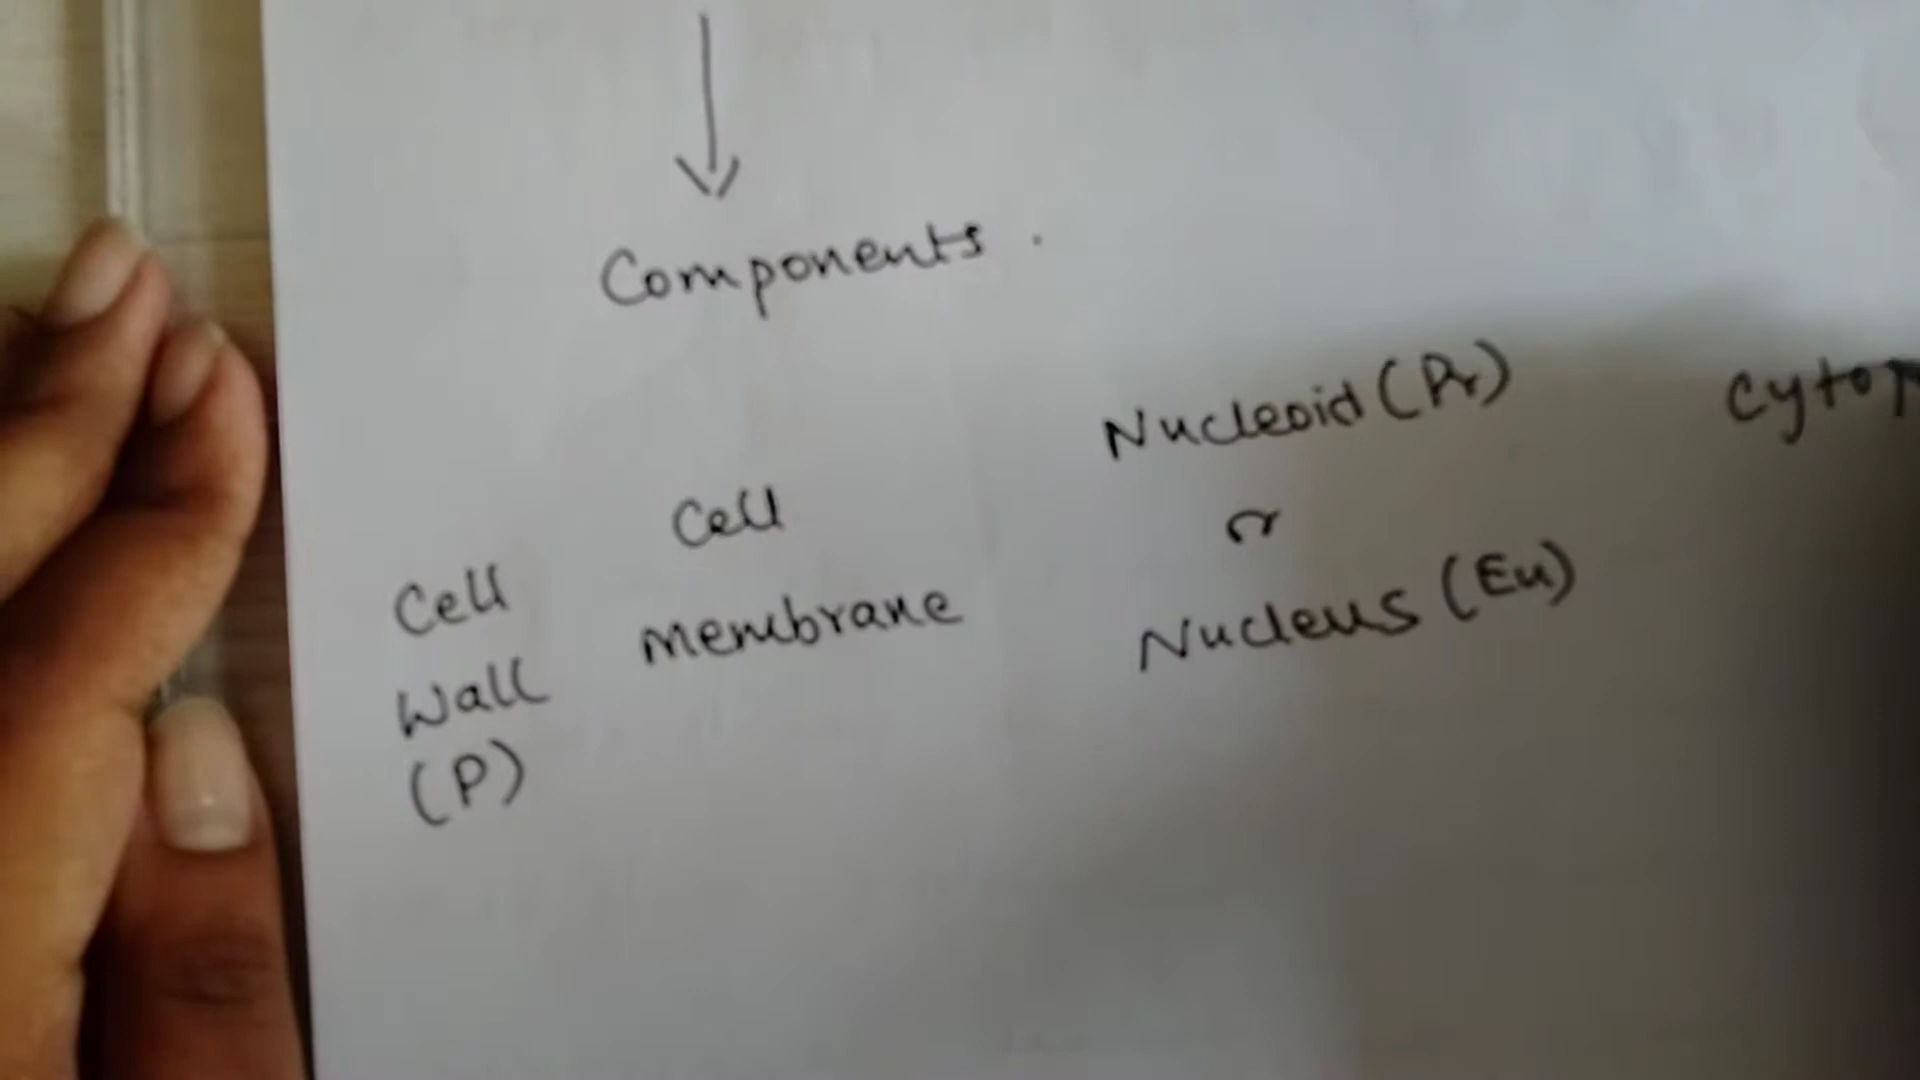 Components.
Cell
Wall
(P)
Cell
membrane
Nucleoid (Pr)
or
Nucleus (Eu)